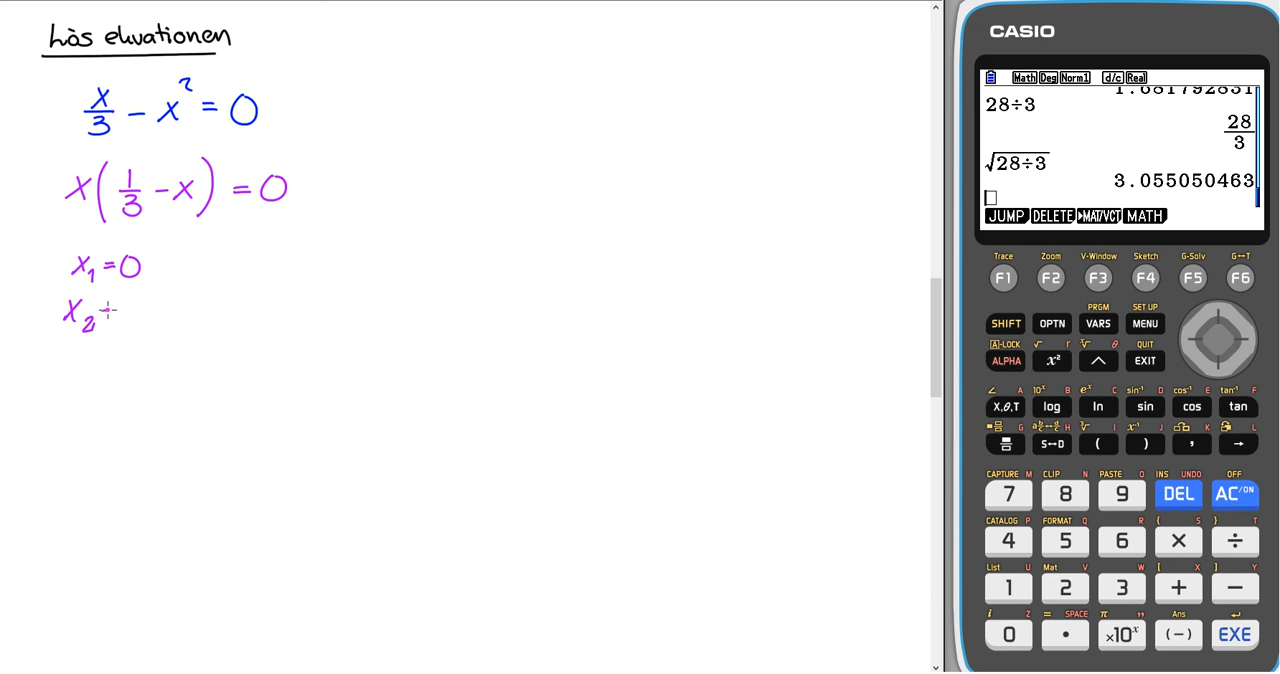 Lös ekvationen
x/3 - x² = 0
x(1/3 - x) = 0
x₁ = 0
x₂
CASIO
Math Deg Norm1 d/c Real
1.681792831
28÷3
28/3
√28÷3
3.055050463
JUMP DELETE ▶MAT/VCT MATH
Trace Zoom V-Window Sketch G-Solv G↔T
F1 F2 F3 F4 F5 F6
PRGM SET UP
SHIFT OPTN VARS MENU
A-LOCK √ r ³√ θ QUIT
ALPHA x² ^ EXIT
∠ A 10ˣ B eˣ C sin⁻¹ D cos⁻¹ E tan⁻¹ F
X,θ,T log ln sin cos tan
G H ³√ I x⁻¹ J K L
S↔D ( ) , →
CAPTURE M CLIP N PASTE O INS UNDO OFF
7 8 9 DEL AC/ON
CATALOG P FORMAT Q R { S } T
4 5 6 × ÷
List U Mat V W [ X ] Y
1 2 3 + −
i Z = SPACE π " Ans ↵
0 • ×10ˣ (−) EXE